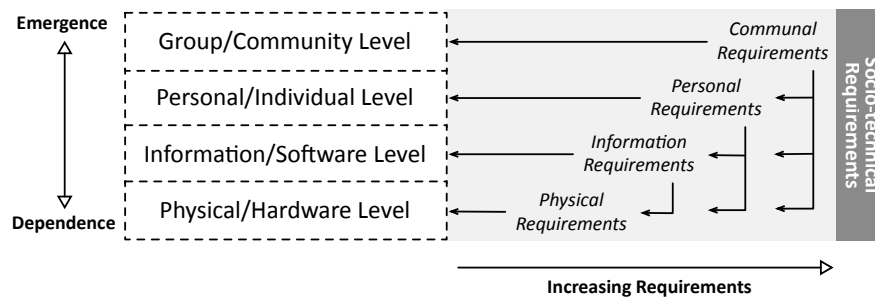 Emergence
Group/Community Level
Communal
Requirements
Personal/Individual Level
Personal
Requirements
Information/Software Level
Information
Requirements
Physical/Hardware Level
Physical
Requirements
Dependence
Socio-technical
Requirements
Increasing Requirements